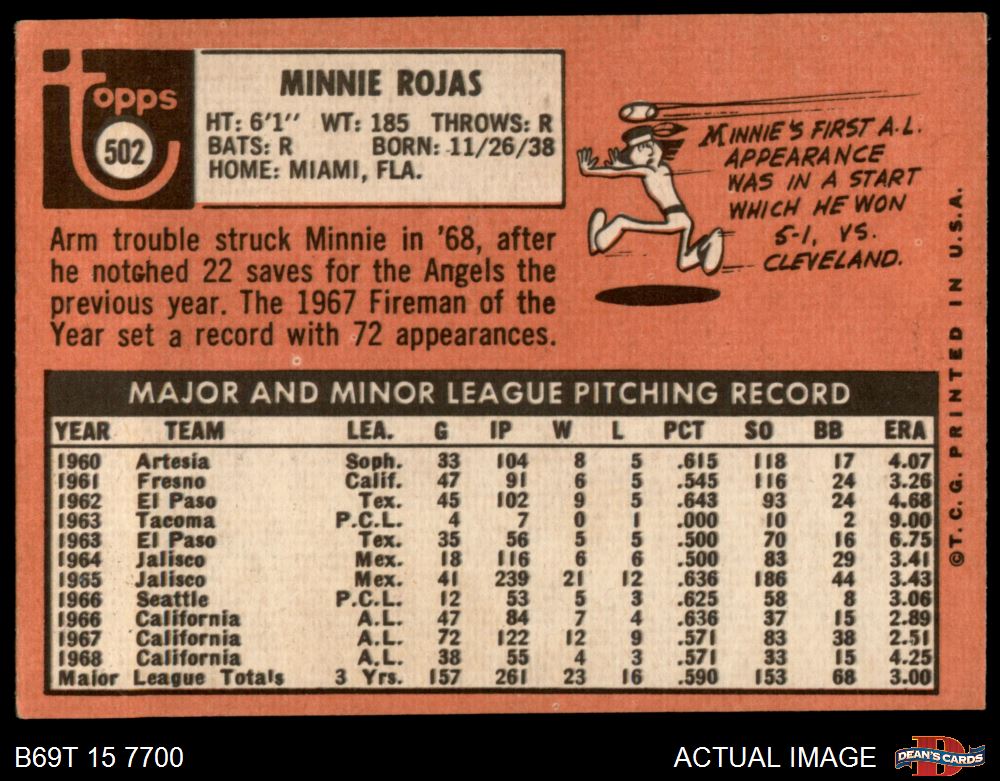 Topps
502
MINNIE ROJAS
HT: 6'1" WT: 185 THROWS: R
BATS: R BORN: 11/26/38
HOME: MIAMI, FLA.
MINNIE'S FIRST A.L.
APPEARANCE
WAS IN A START
WHICH HE WON
5-1, VS.
CLEVELAND.
Arm trouble struck Minnie in '68, after
he notched 22 saves for the Angels the
previous year. The 1967 Fireman of the
Year set a record with 72 appearances.
MAJOR AND MINOR LEAGUE PITCHING RECORD
YEAR TEAM LEA. G IP W L PCT SO BB ERA
1960 Artesia Soph. 33 104 8 5 .615 118 17 4.07
1961 Fresno Calif. 47 91 6 5 .545 116 24 3.26
1962 El Paso Tex. 45 102 9 5 .643 93 24 4.68
1963 Tacoma P.C.L. 4 7 0 1 .000 10 2 9.00
1963 El Paso Tex. 35 56 5 5 .500 70 16 6.75
1964 Jalisco Mex. 18 116 6 6 .500 83 29 3.41
1965 Jalisco Mex. 41 239 21 12 .636 186 44 3.43
1966 Seattle P.C.L. 12 53 5 3 .625 58 8 3.06
1966 California A.L. 47 84 7 4 .636 37 15 2.89
1967 California A.L. 72 122 12 9 .571 83 38 2.51
1968 California A.L. 38 55 4 3 .571 33 15 4.25
Major League Totals 3 Yrs. 157 261 23 16 .590 153 68 3.00
©T. C. G. PRINTED IN U.S.A.
B69T 15 7700
ACTUAL IMAGE
D
DEAN'S CARDS